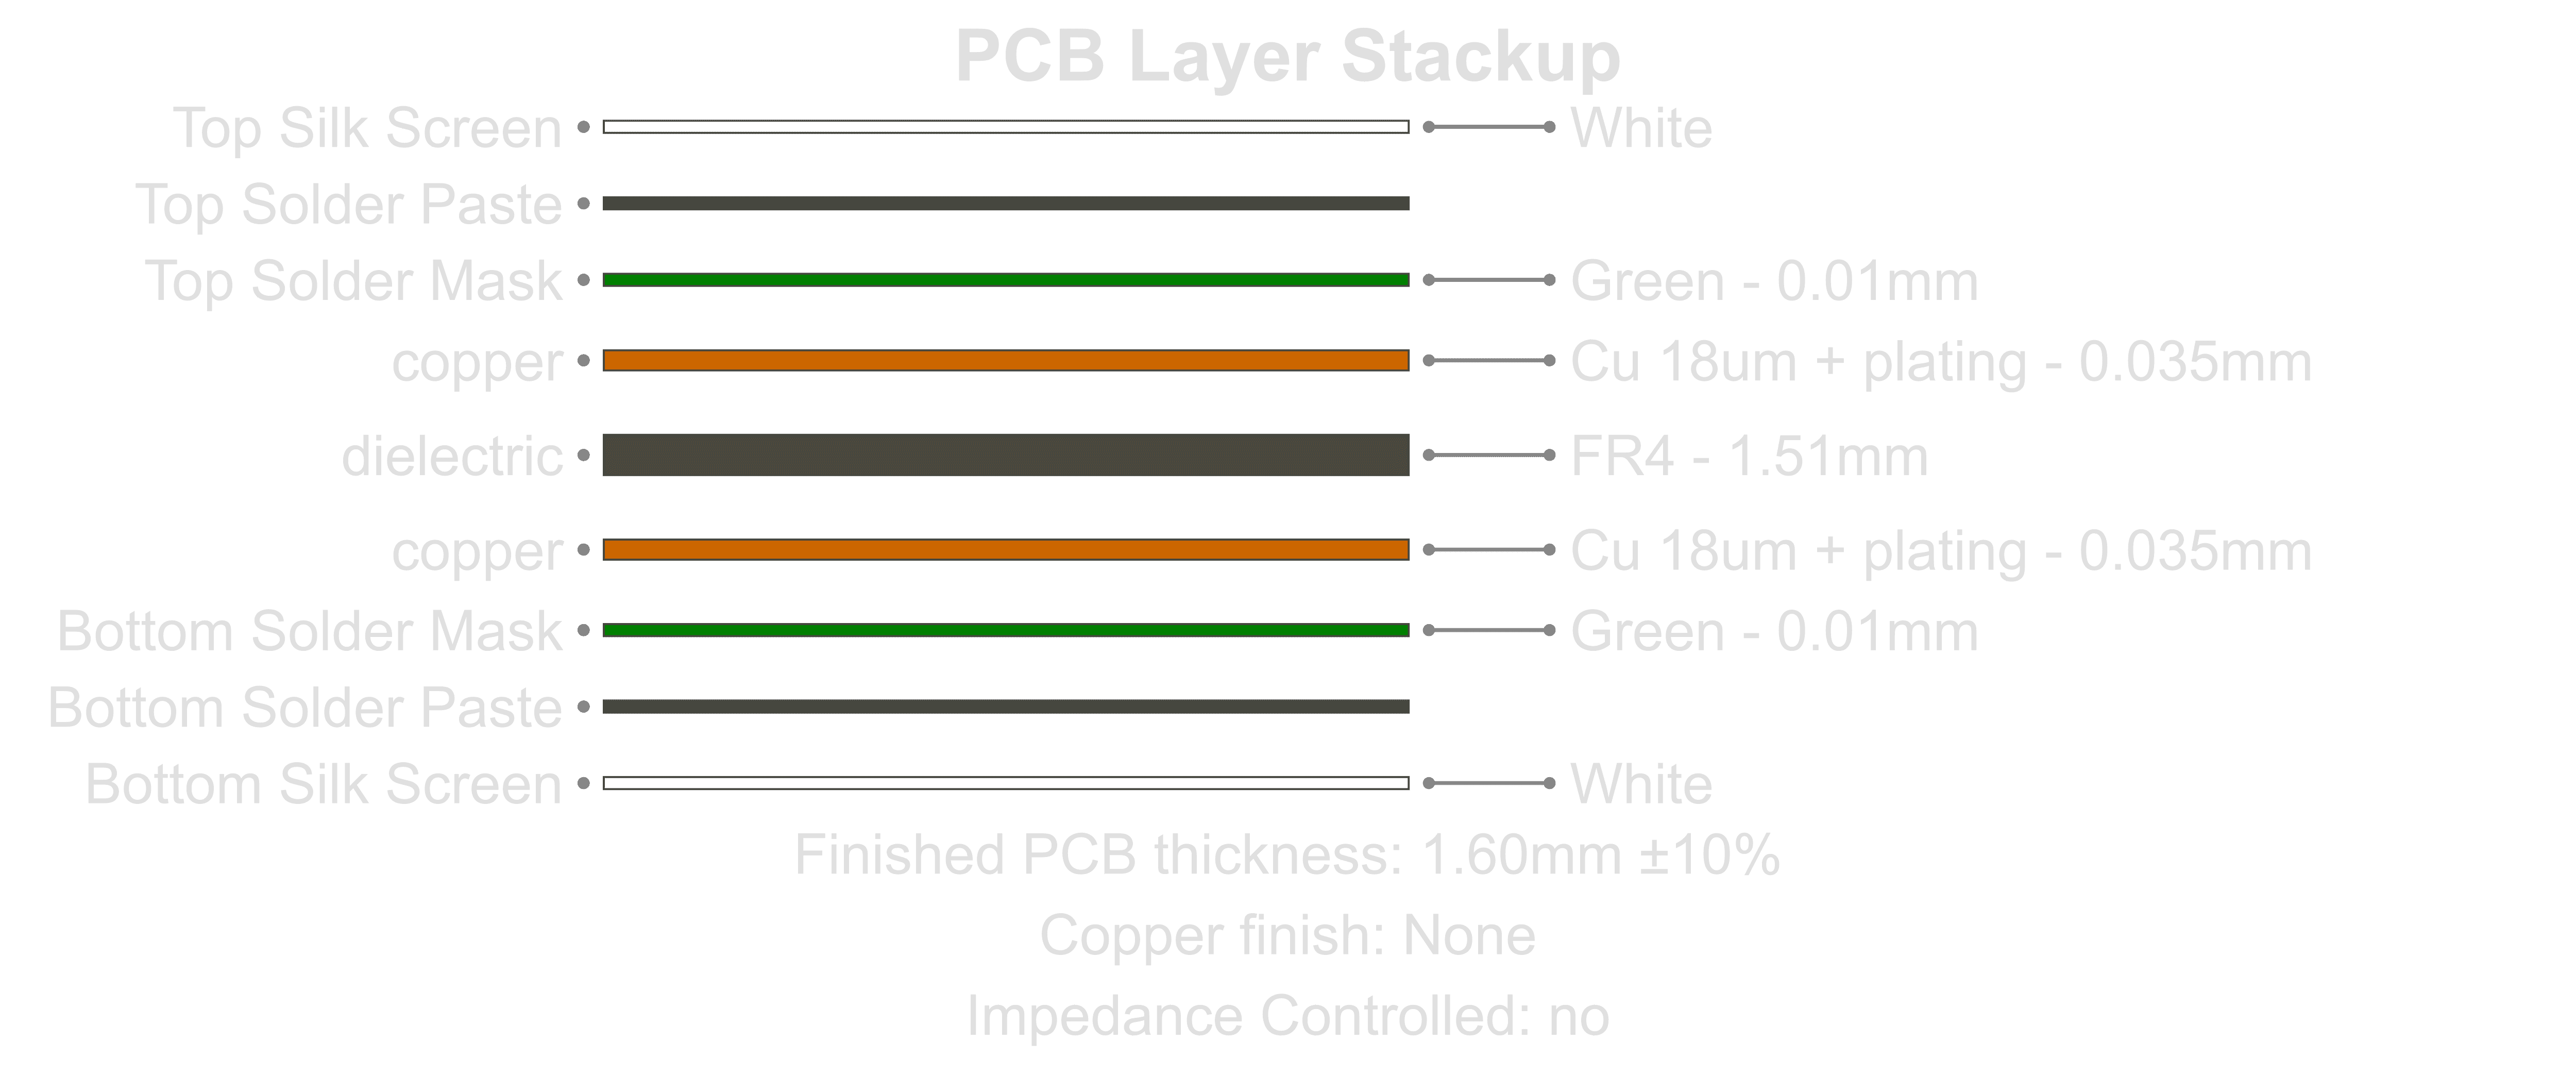 PCB Layer Stackup
Top Silk Screen White
Top Solder Paste
Top Solder Mask Green - 0.01mm
copper Cu 18um + plating - 0.035mm
dielectric FR4 - 1.51mm
copper Cu 18um + plating - 0.035mm
Bottom Solder Mask Green - 0.01mm
Bottom Solder Paste
Bottom Silk Screen White
Finished PCB thickness: 1.60mm ±10%
Copper finish: None
Impedance Controlled: no